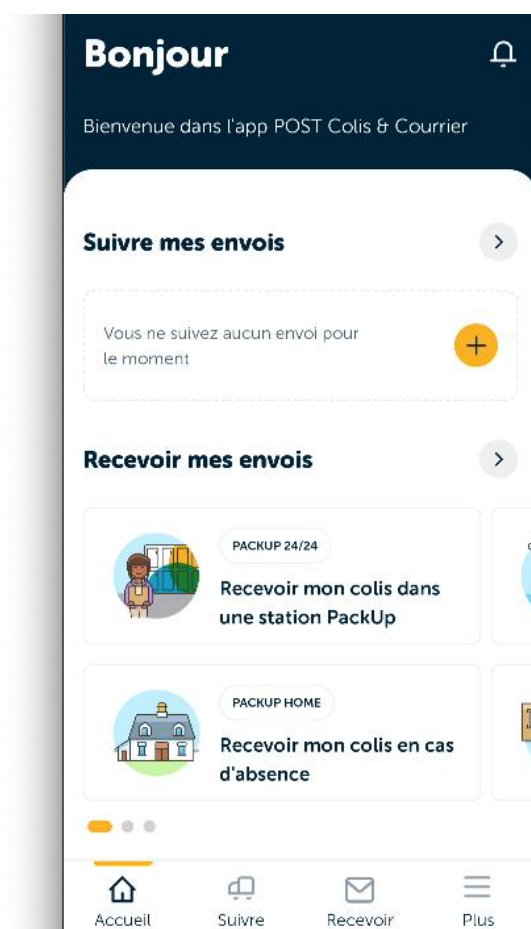 Bonjour
Bienvenue dans l'app POST Colis & Courrier
Suivre mes envois
Vous ne suivez aucun envoi pour
le moment
Recevoir mes envois
PACKUP 24/24
Recevoir mon colis dans
une station PackUp
PACKUP HOME
Recevoir mon colis en cas
d'absence
Accueil
Suivre
Recevoir
Plus